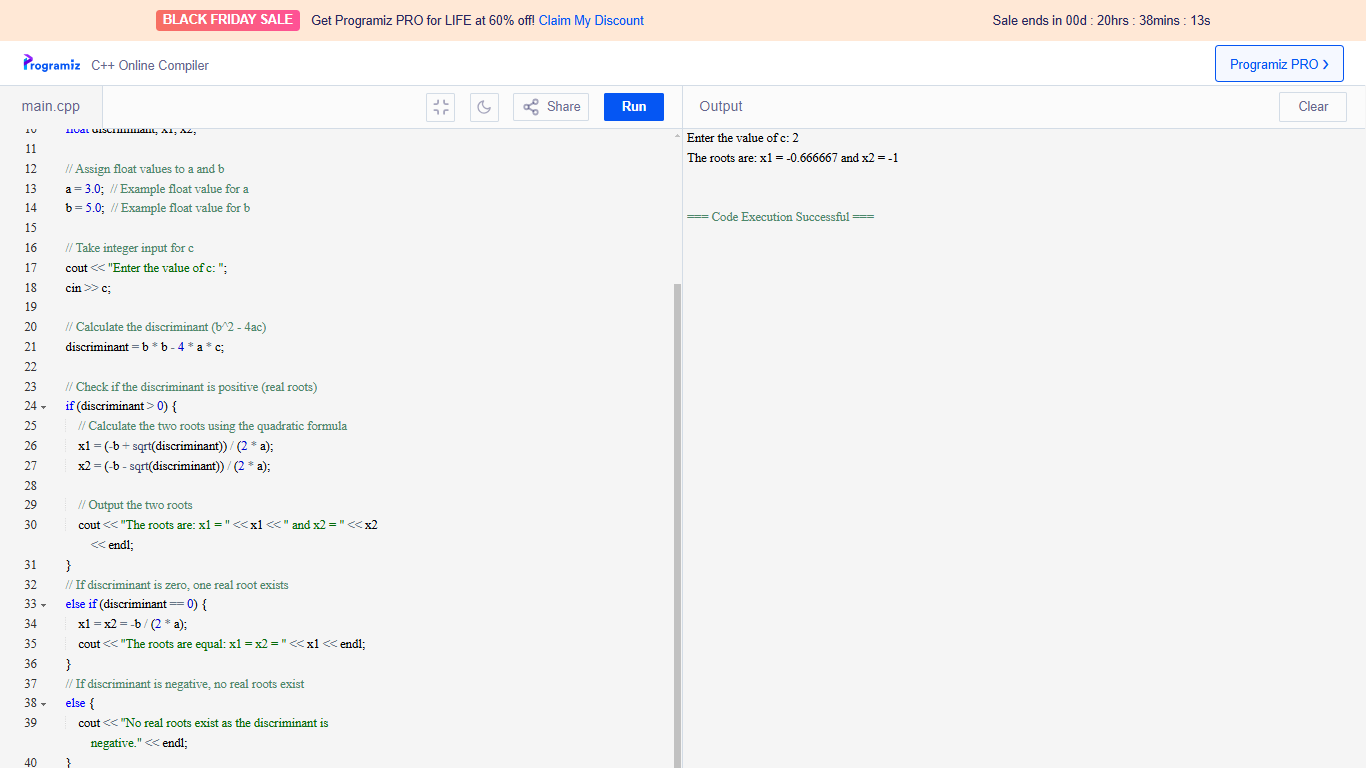 BLACK FRIDAY SALE Get Programiz PRO for LIFE at 60% off! Claim My Discount Sale ends in 00d : 20hrs : 38mins : 13s
Programiz C++ Online Compiler Programiz PRO >
main.cpp Share Run Output Clear
10 float discriminant, x1, x2;
11
12 // Assign float values to a and b
13 a = 3.0; // Example float value for a
14 b = 5.0; // Example float value for b
15
16 // Take integer input for c
17 cout << "Enter the value of c: ";
18 cin >> c;
19
20 // Calculate the discriminant (b^2 - 4ac)
21 discriminant = b * b - 4 * a * c;
22
23 // Check if the discriminant is positive (real roots)
24 if (discriminant > 0) {
25 // Calculate the two roots using the quadratic formula
26 x1 = (-b + sqrt(discriminant)) / (2 * a);
27 x2 = (-b - sqrt(discriminant)) / (2 * a);
28
29 // Output the two roots
30 cout << "The roots are: x1 = " << x1 << " and x2 = " << x2
<< endl;
31 }
32 // If discriminant is zero, one real root exists
33 else if (discriminant == 0) {
34 x1 = x2 = -b / (2 * a);
35 cout << "The roots are equal: x1 = x2 = " << x1 << endl;
36 }
37 // If discriminant is negative, no real roots exist
38 else {
39 cout << "No real roots exist as the discriminant is
negative." << endl;
40 }
Enter the value of c: 2
The roots are: x1 = -0.666667 and x2 = -1
=== Code Execution Successful ===